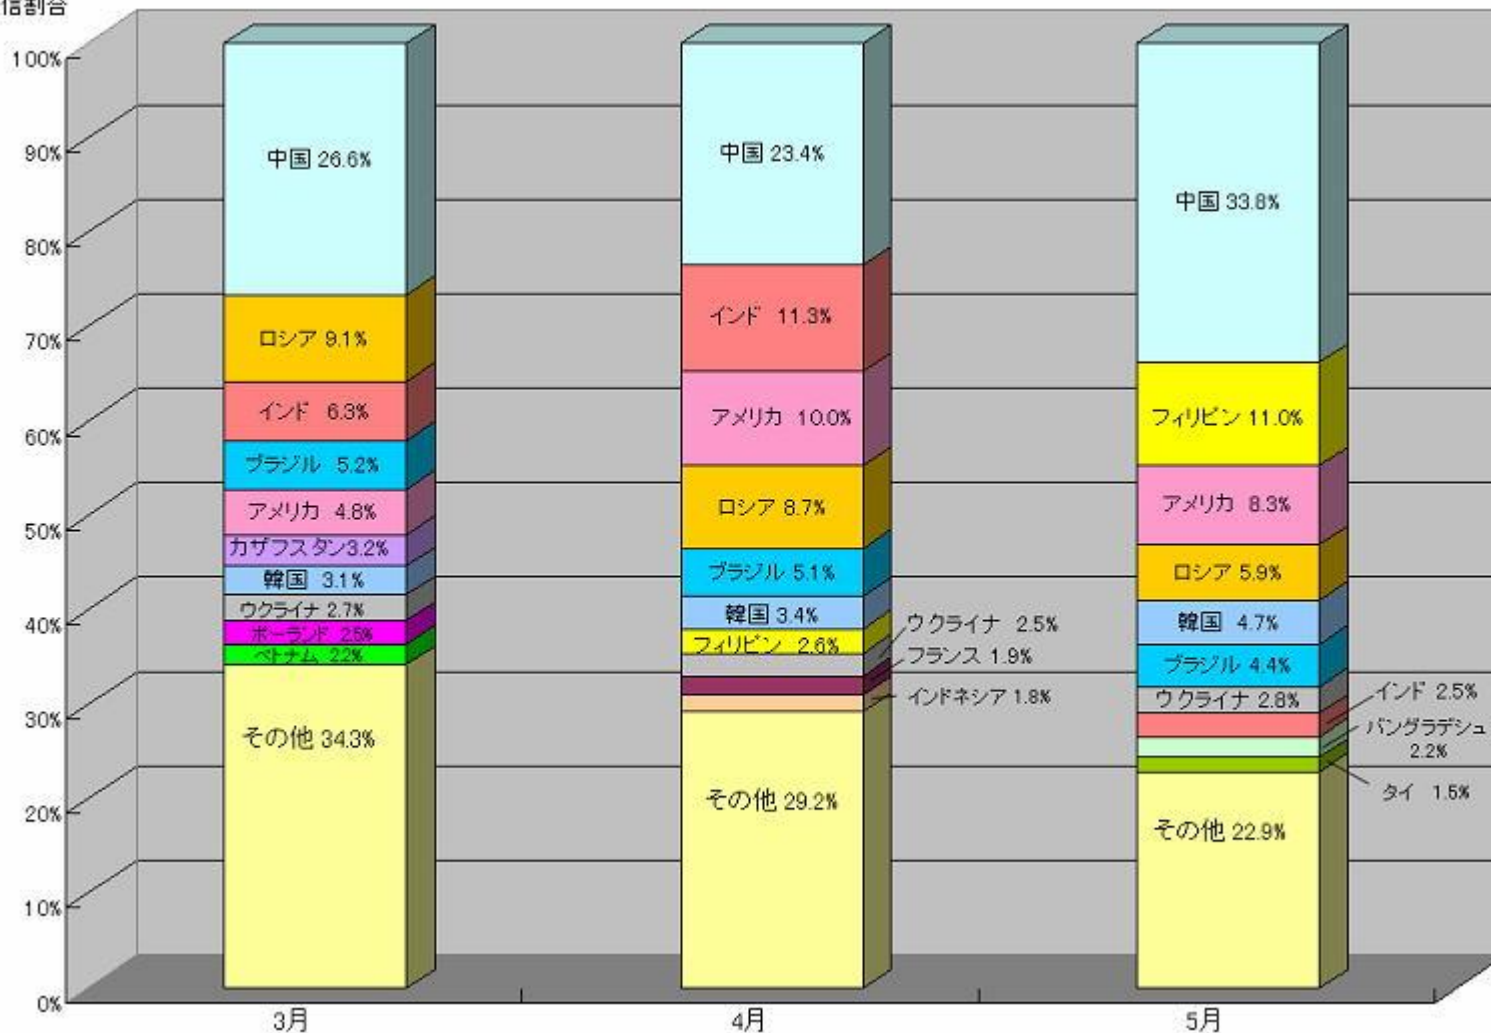 信割合
100%
90%
80%
70%
60%
50%
40%
30%
20%
10%
0%
中国 26.6%
ロシア 9.1%
インド 6.3%
ブラジル 5.2%
アメリカ 4.8%
カザフスタン3.2%
韓国 3.1%
ウクライナ 2.7%
ポーランド 2.5%
ベトナム 2.2%
その他 34.3%
3月
中国 23.4%
インド 11.3%
アメリカ 10.0%
ロシア 8.7%
ブラジル 5.1%
韓国 3.4%
フィリピン 2.6%
ウクライナ 2.5%
フランス 1.9%
インドネシア 1.8%
その他 29.2%
4月
中国 33.8%
フィリピン 11.0%
アメリカ 8.3%
ロシア 5.9%
韓国 4.7%
ブラジル 4.4%
ウクライナ 2.8%
インド 2.5%
バングラデシュ
2.2%
タイ 1.5%
その他 22.9%
5月